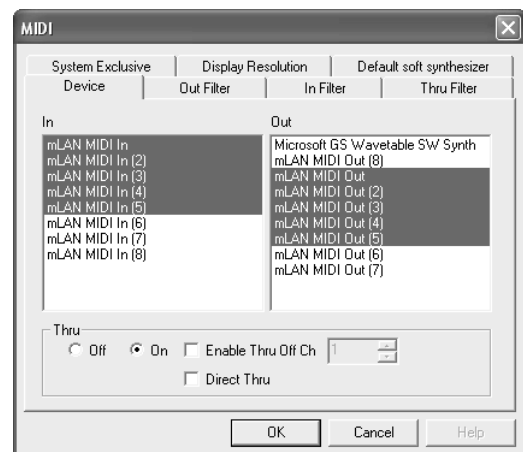 MIDI
System Exclusive Display Resolution Default soft synthesizer
Device Out Filter In Filter Thru Filter
In
mLAN MIDI In
mLAN MIDI In (2)
mLAN MIDI In (3)
mLAN MIDI In (4)
mLAN MIDI In (5)
mLAN MIDI In (6)
mLAN MIDI In (7)
mLAN MIDI In (8)
Out
Microsoft GS Wavetable SW Synth
mLAN MIDI Out (8)
mLAN MIDI Out
mLAN MIDI Out (2)
mLAN MIDI Out (3)
mLAN MIDI Out (4)
mLAN MIDI Out (5)
mLAN MIDI Out (6)
mLAN MIDI Out (7)
Thru
Off On Enable Thru Off Ch 1
Direct Thru
OK Cancel Help